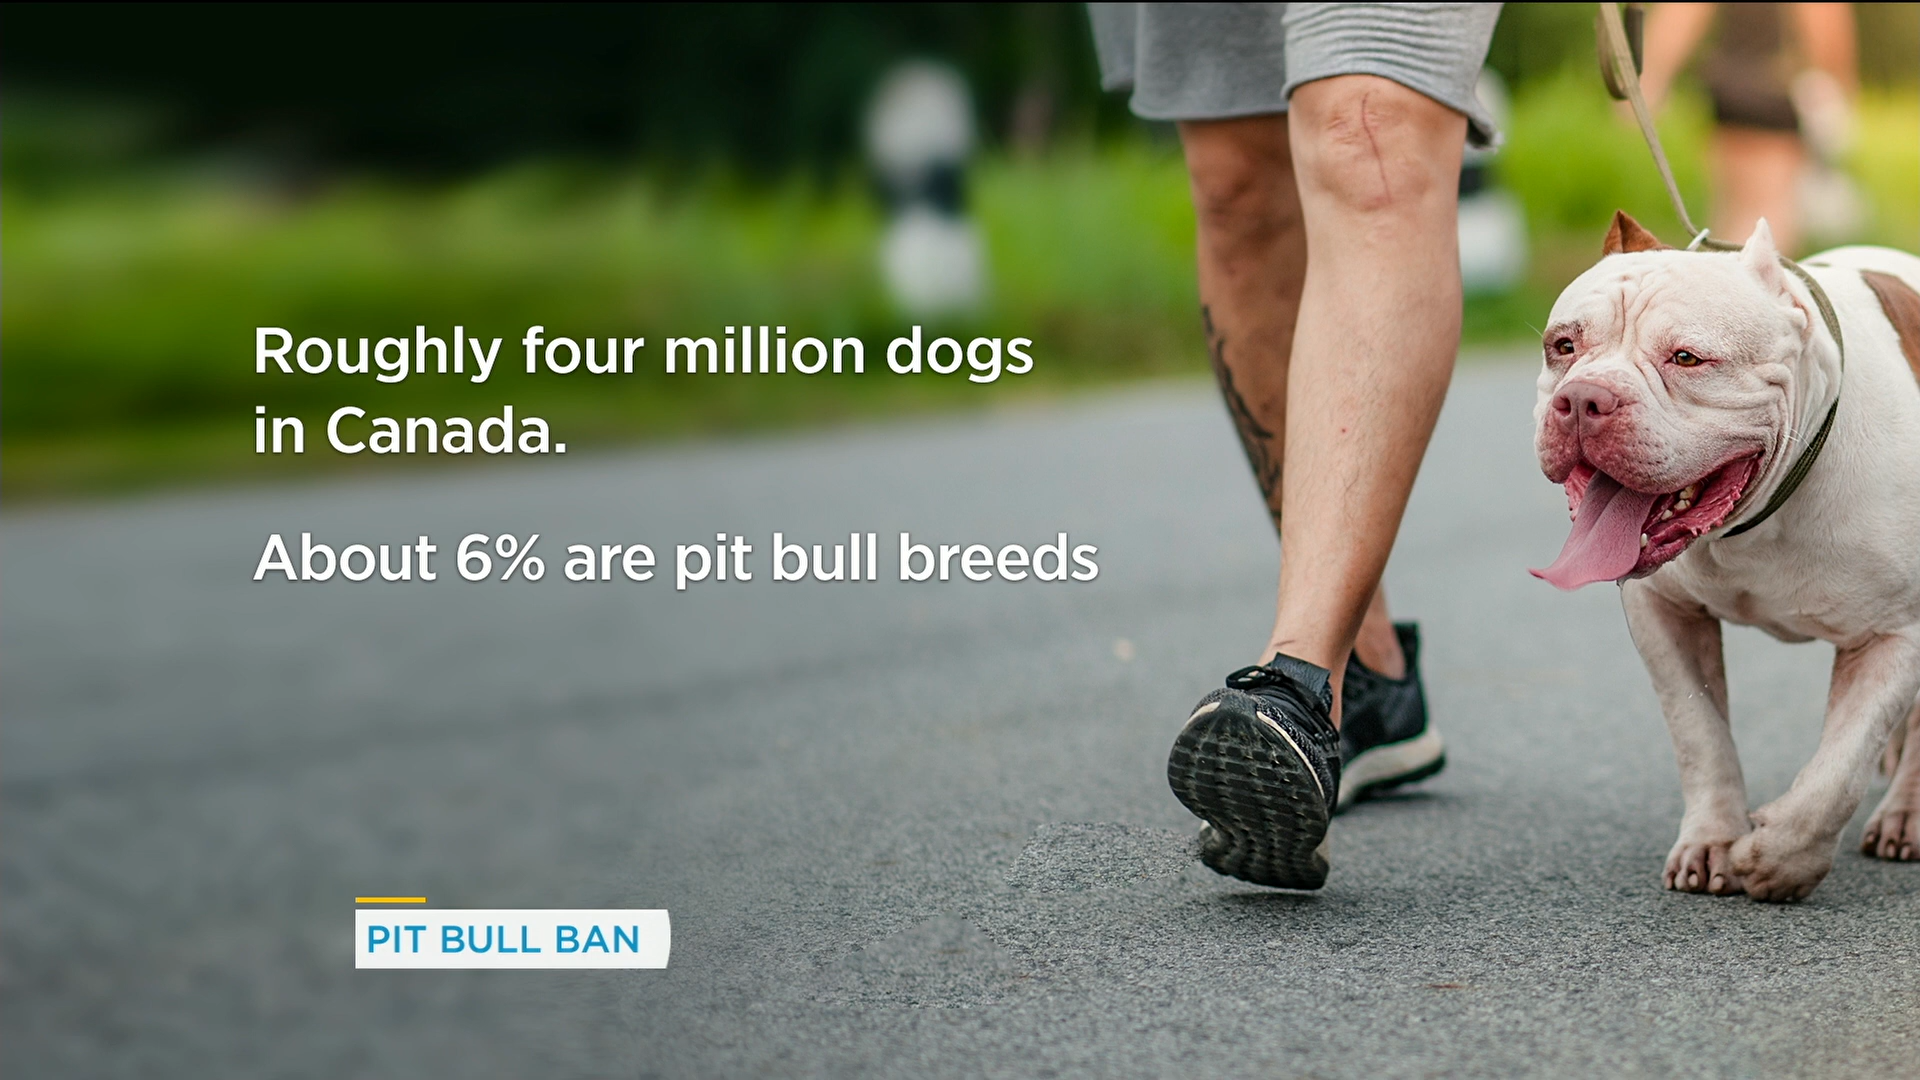 Roughly four million dogs
in Canada.
About 6% are pit bull breeds
PIT BULL BAN